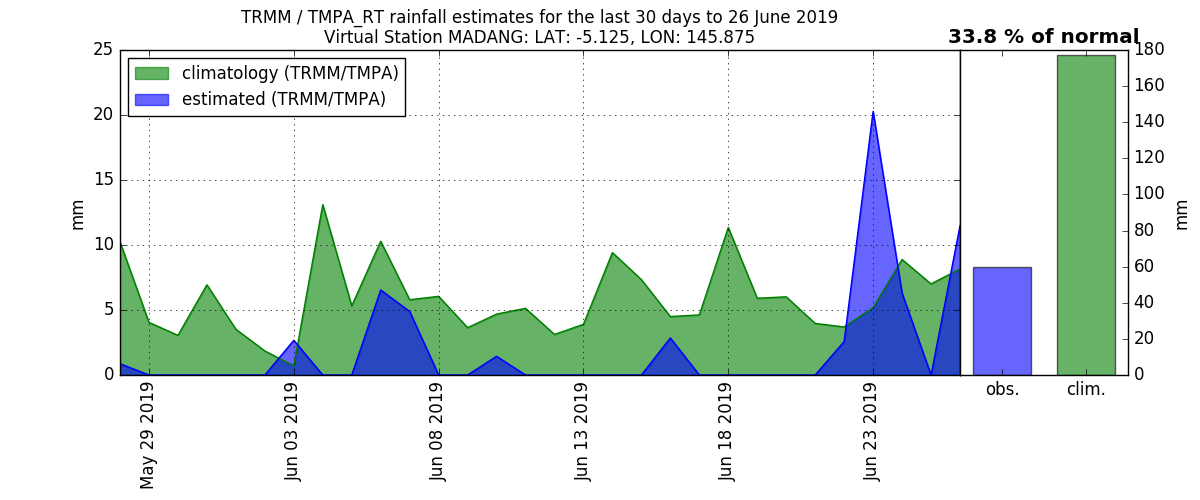 TRMM / TMPA_RT rainfall estimates for the last 30 days to 26 June 2019
Virtual Station MADANG: LAT: -5.125, LON: 145.875
33.8 % of normal
climatology (TRMM/TMPA)
estimated (TRMM/TMPA)
mm
25
20
15
10
5
0
May 29 2019
Jun 03 2019
Jun 08 2019
Jun 13 2019
Jun 18 2019
Jun 23 2019
obs.
clim.
180
160
140
120
100
80
60
40
20
0
mm